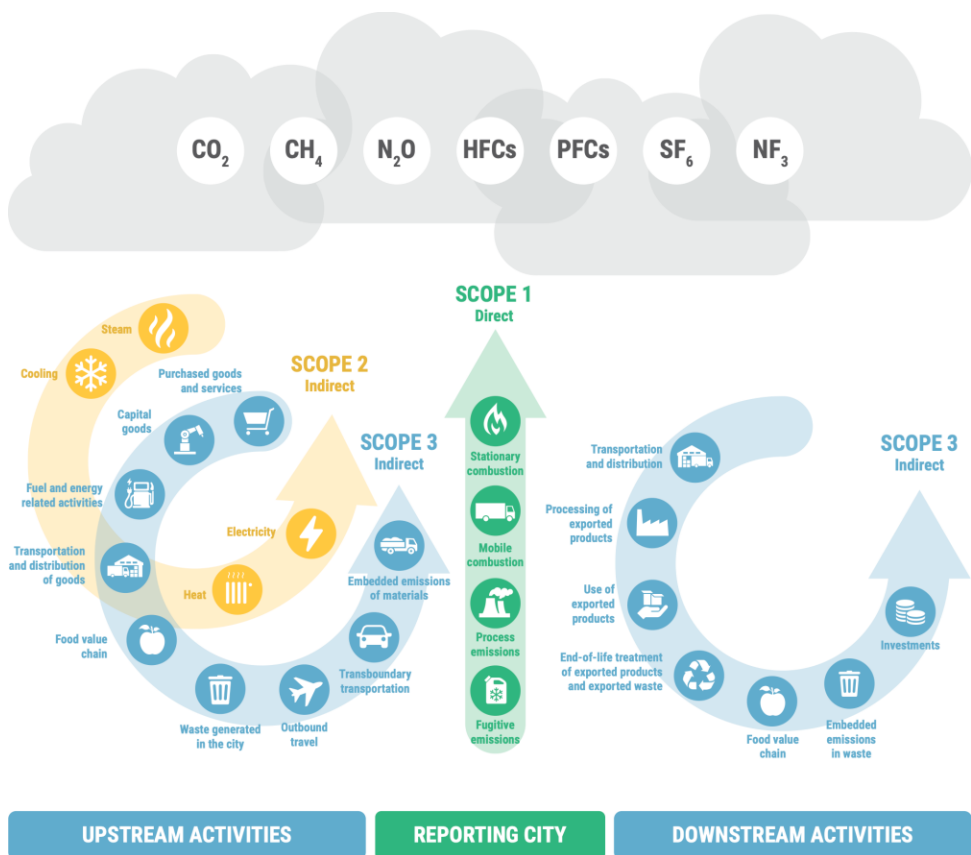 CO2
CH4
N2O
HFCs
PFCs
SF6
NF3
SCOPE 1
Direct
Stationary
combustion
Mobile
combustion
Process
emissions
Fugitive
emissions
SCOPE 2
Indirect
Steam
Cooling
Heat
Electricity
SCOPE 3
Indirect
Purchased goods
and services
Capital
goods
Fuel and energy
related activities
Transportation
and distribution
of goods
Food value
chain
Waste generated
in the city
Outbound
travel
Transboundary
transportation
Embedded emissions
of materials
SCOPE 3
Indirect
Transportation
and distribution
Processing of
exported
products
Use of
exported
products
End-of-life treatment
of exported products
and exported waste
Food value
chain
Embedded
emissions
in waste
Investments
UPSTREAM ACTIVITIES
REPORTING CITY
DOWNSTREAM ACTIVITIES